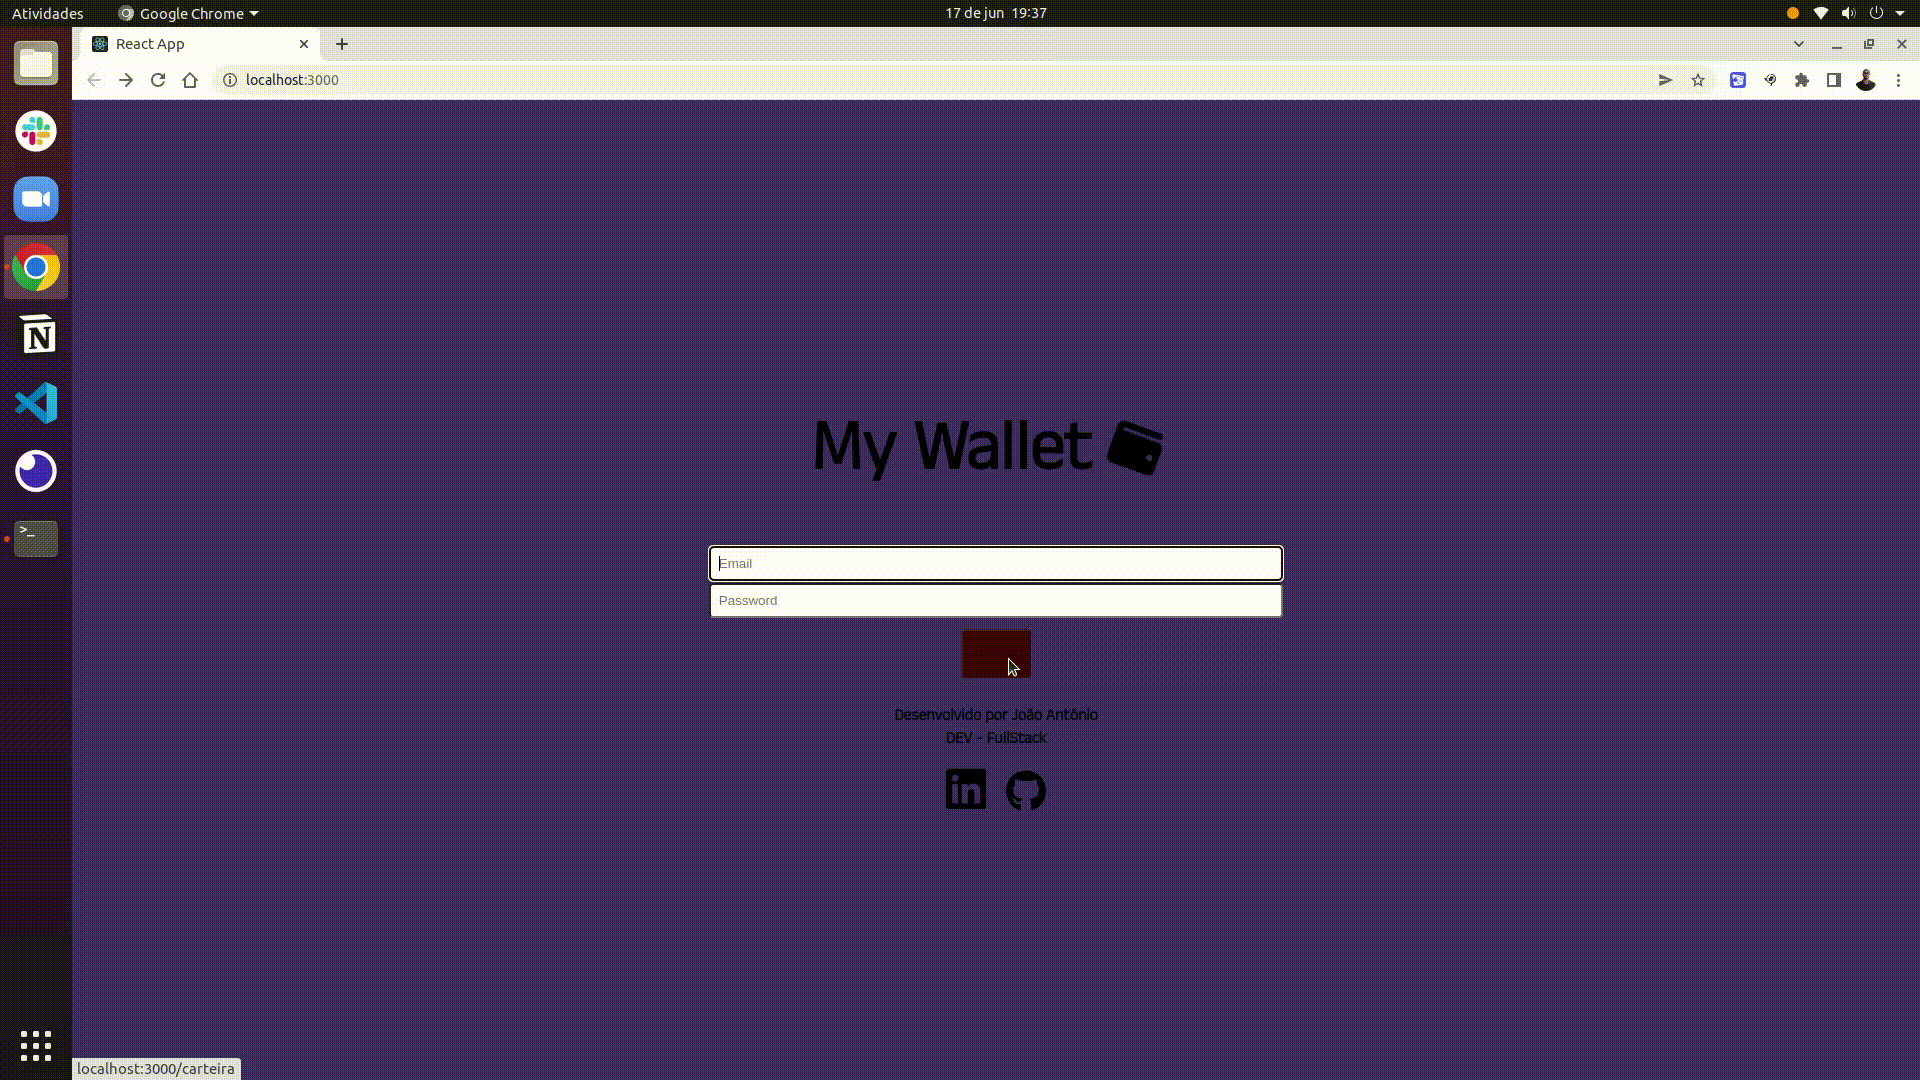 Atividades
Google Chrome
17 de jun 19:37
React App
localhost:3000
My Wallet
Email
Password
Desenvolvido por João Antônio
DEV - FullStack
localhost:3000/carteira